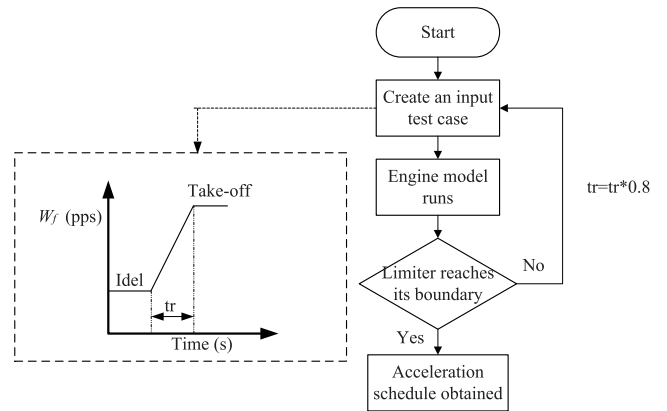 Start
Create an input
test case
Engine model
runs
tr=tr*0.8
Limiter reaches
its boundary
No
Yes
Acceleration
schedule obtained
Take-off
Wf (pps)
Idel
tr
Time (s)